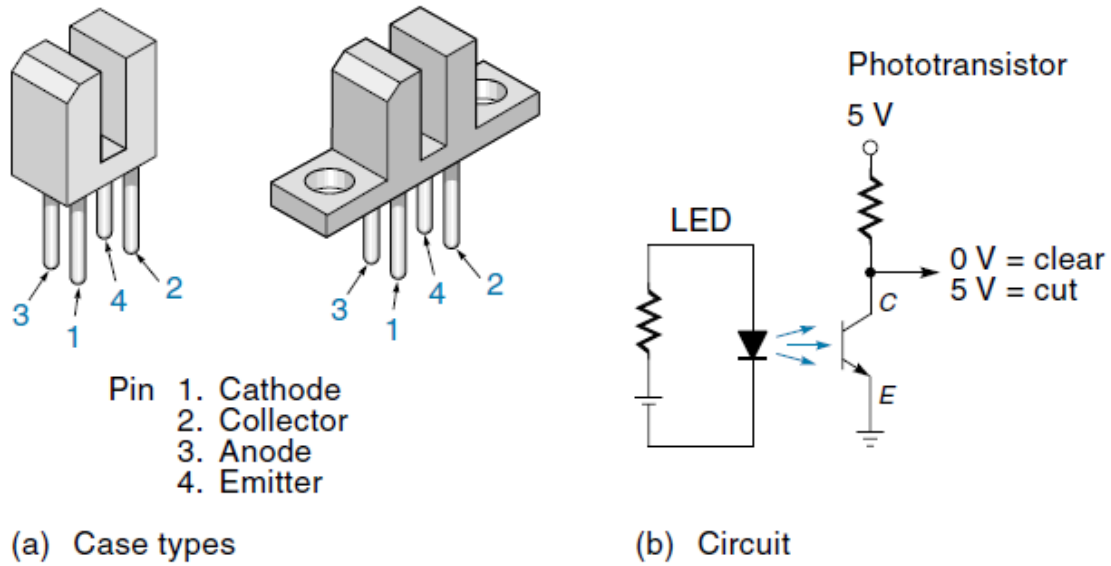 3
1
4
2
3
1
4
2
Pin 1. Cathode
2. Collector
3. Anode
4. Emitter
(a) Case types
Phototransistor
5 V
LED
0 V = clear
5 V = cut
C
E
(b) Circuit